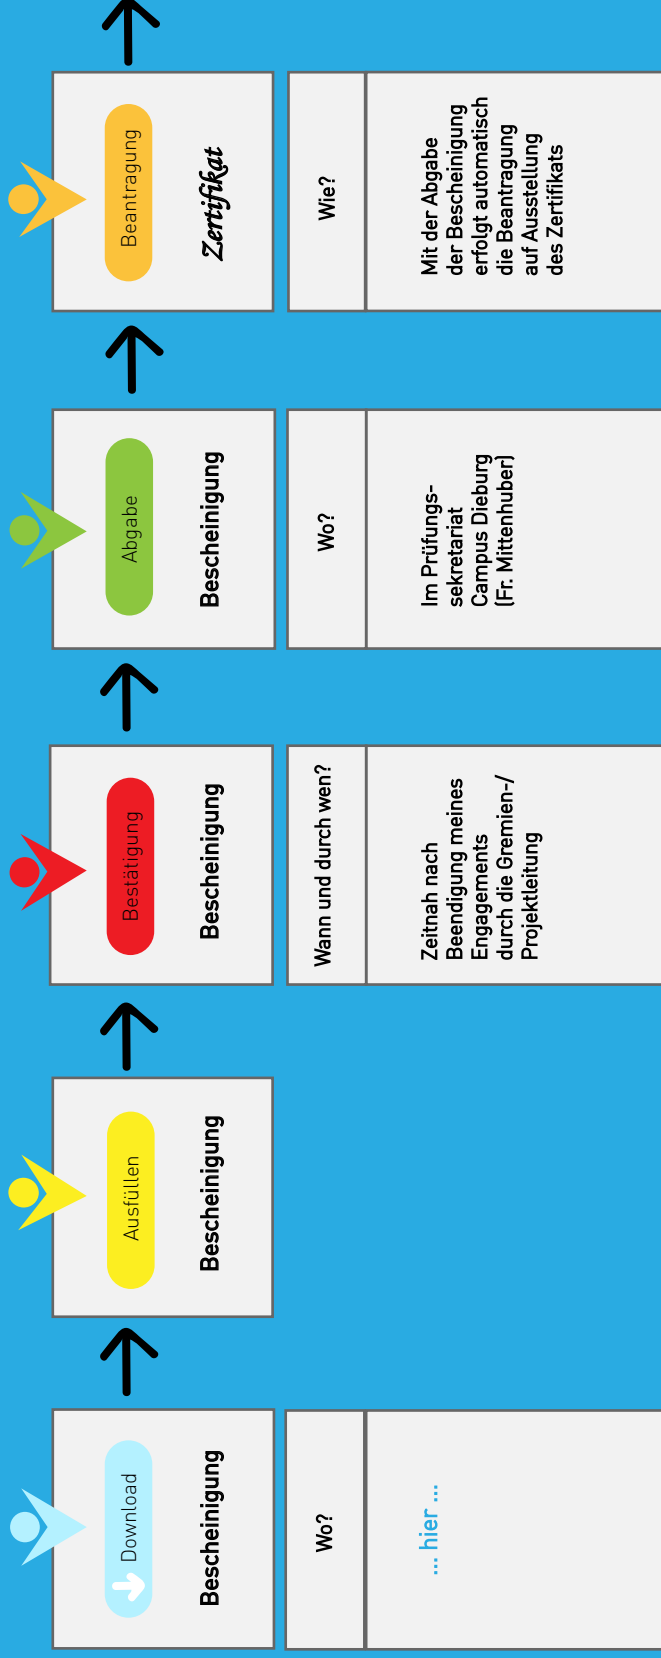 Download
Bescheinigung
Wo?
... hier ...
Ausfüllen
Bescheinigung
Bestätigung
Bescheinigung
Wann und durch wen?
Zeitnah nach
Beendigung meines
Engagements
durch die Gremien-/
Projektleitung
Abgabe
Bescheinigung
Wo?
Im Prüfungs-
sekretariat
Campus Dieburg
(Fr. Mittenhuber)
Beantragung
Zertifikat
Wie?
Mit der Abgabe
der Bescheinigung
erfolgt automatisch
die Beantragung
auf Ausstellung
des Zertifikats